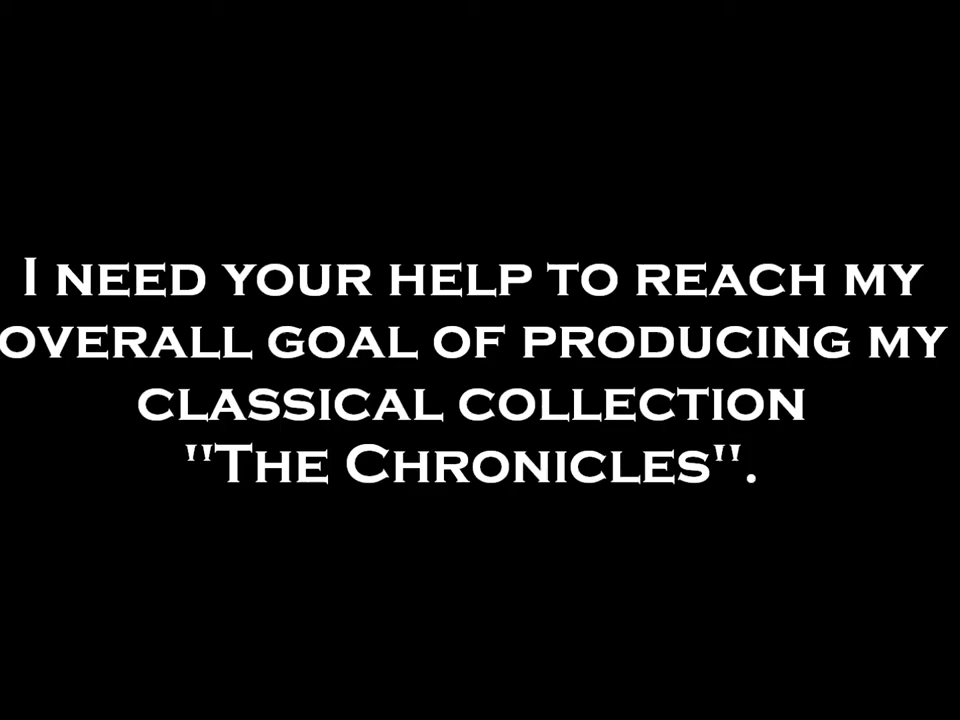 I NEED YOUR HELP TO REACH MY
OVERALL GOAL OF PRODUCING MY
CLASSICAL COLLECTION
"THE CHRONICLES".